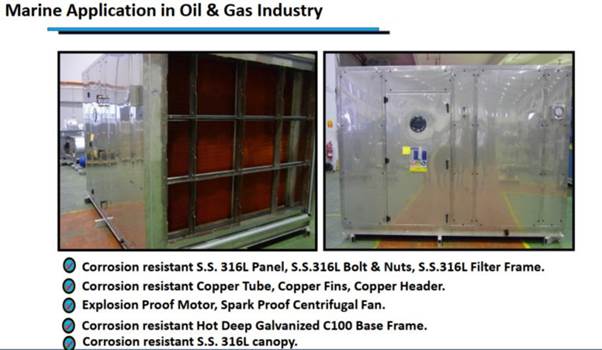 Marine Application in Oil & Gas Industry
Corrosion resistant S.S. 316L Panel, S.S.316L Bolt & Nuts, S.S.316L Filter Frame.
Corrosion resistant Copper Tube, Copper Fins, Copper Header.
Explosion Proof Motor, Spark Proof Centrifugal Fan.
Corrosion resistant Hot Deep Galvanized C100 Base Frame.
Corrosion resistant S.S. 316L canopy.